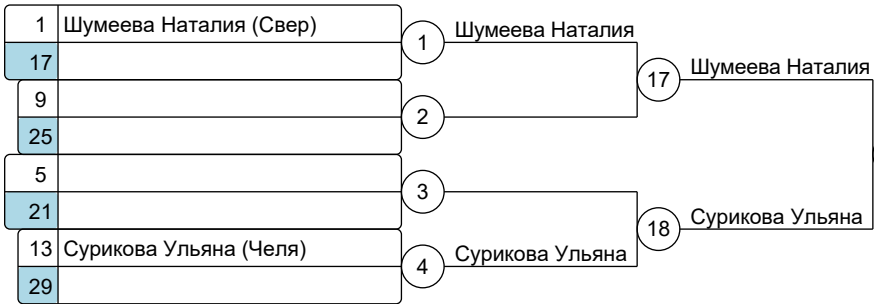 1 Шумеева Наталия (Свер)
17
1 Шумеева Наталия
9
25
2
17 Шумеева Наталия
5
21
3
13 Сурикова Ульяна (Челя)
29
4 Сурикова Ульяна
18 Сурикова Ульяна